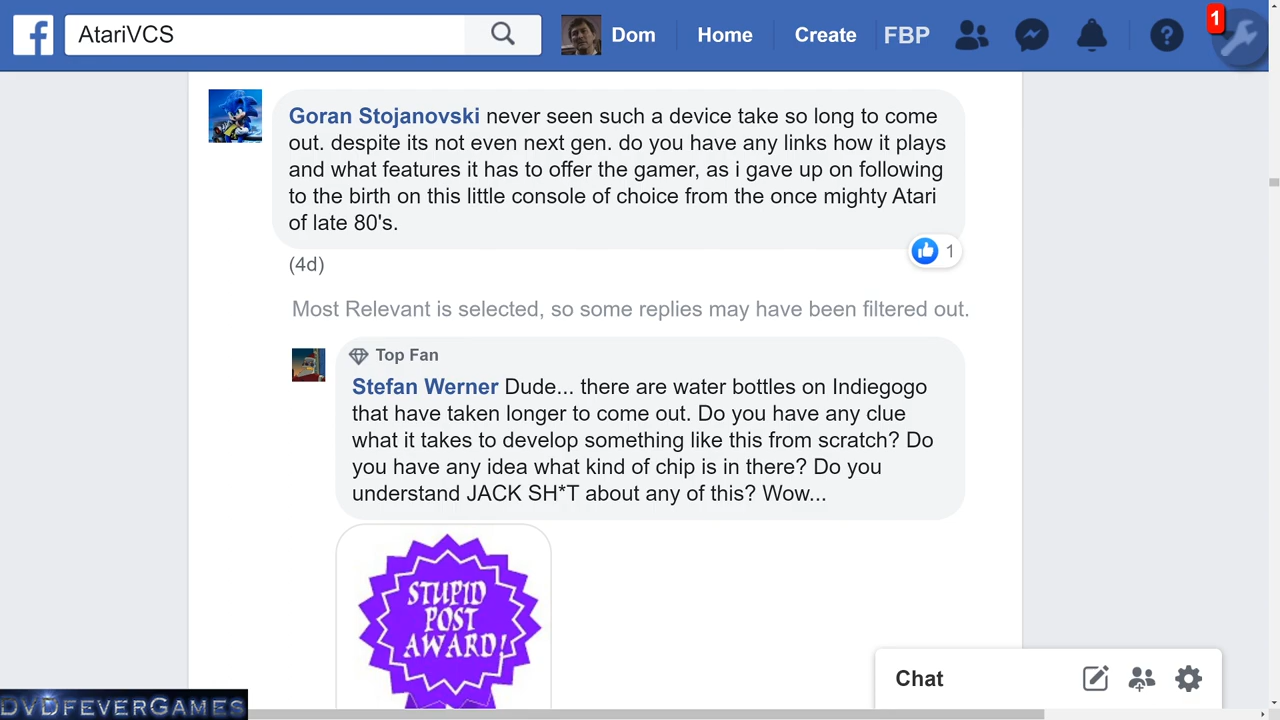 AtariVCS
Dom
Home
Create
FBP
1
Goran Stojanovski never seen such a device take so long to come
out. despite its not even next gen. do you have any links how it plays
and what features it has to offer the gamer, as i gave up on following
to the birth on this little console of choice from the once mighty Atari
of late 80's.
1
(4d)
Most Relevant is selected, so some replies may have been filtered out.
Top Fan
Stefan Werner Dude... there are water bottles on Indiegogo
that have taken longer to come out. Do you have any clue
what it takes to develop something like this from scratch? Do
you have any idea what kind of chip is in there? Do you
understand JACK SH*T about any of this? Wow...
STUPID
POST
AWARD!
Chat
DVDFEVERGAMES